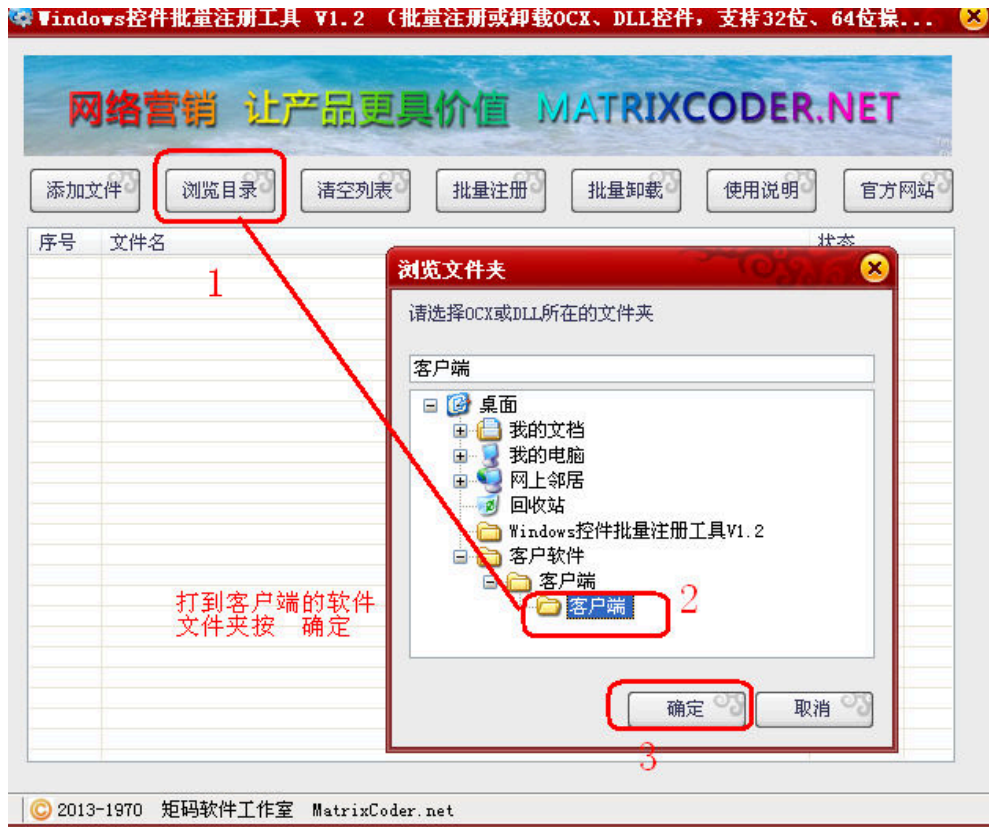 Windows控件批量注册工具 V1.2 （批量注册或卸载OCX、DLL控件，支持32位、64位操...
网络营销 让产品更具价值 MATRIXCODER.NET
添加文件 浏览目录 清空列表 批量注册 批量卸载 使用说明 官方网站
序号 文件名 状态
1
浏览文件夹
请选择OCX或DLL所在的文件夹
客户端
桌面
我的文档
我的电脑
网上邻居
回收站
Windows控件批量注册工具V1.2
客户软件
客户端
客户端
2
打到客户端的软件
文件夹按 确定
确定 取消
3
© 2013-1970 矩码软件工作室 MatrixCoder.net